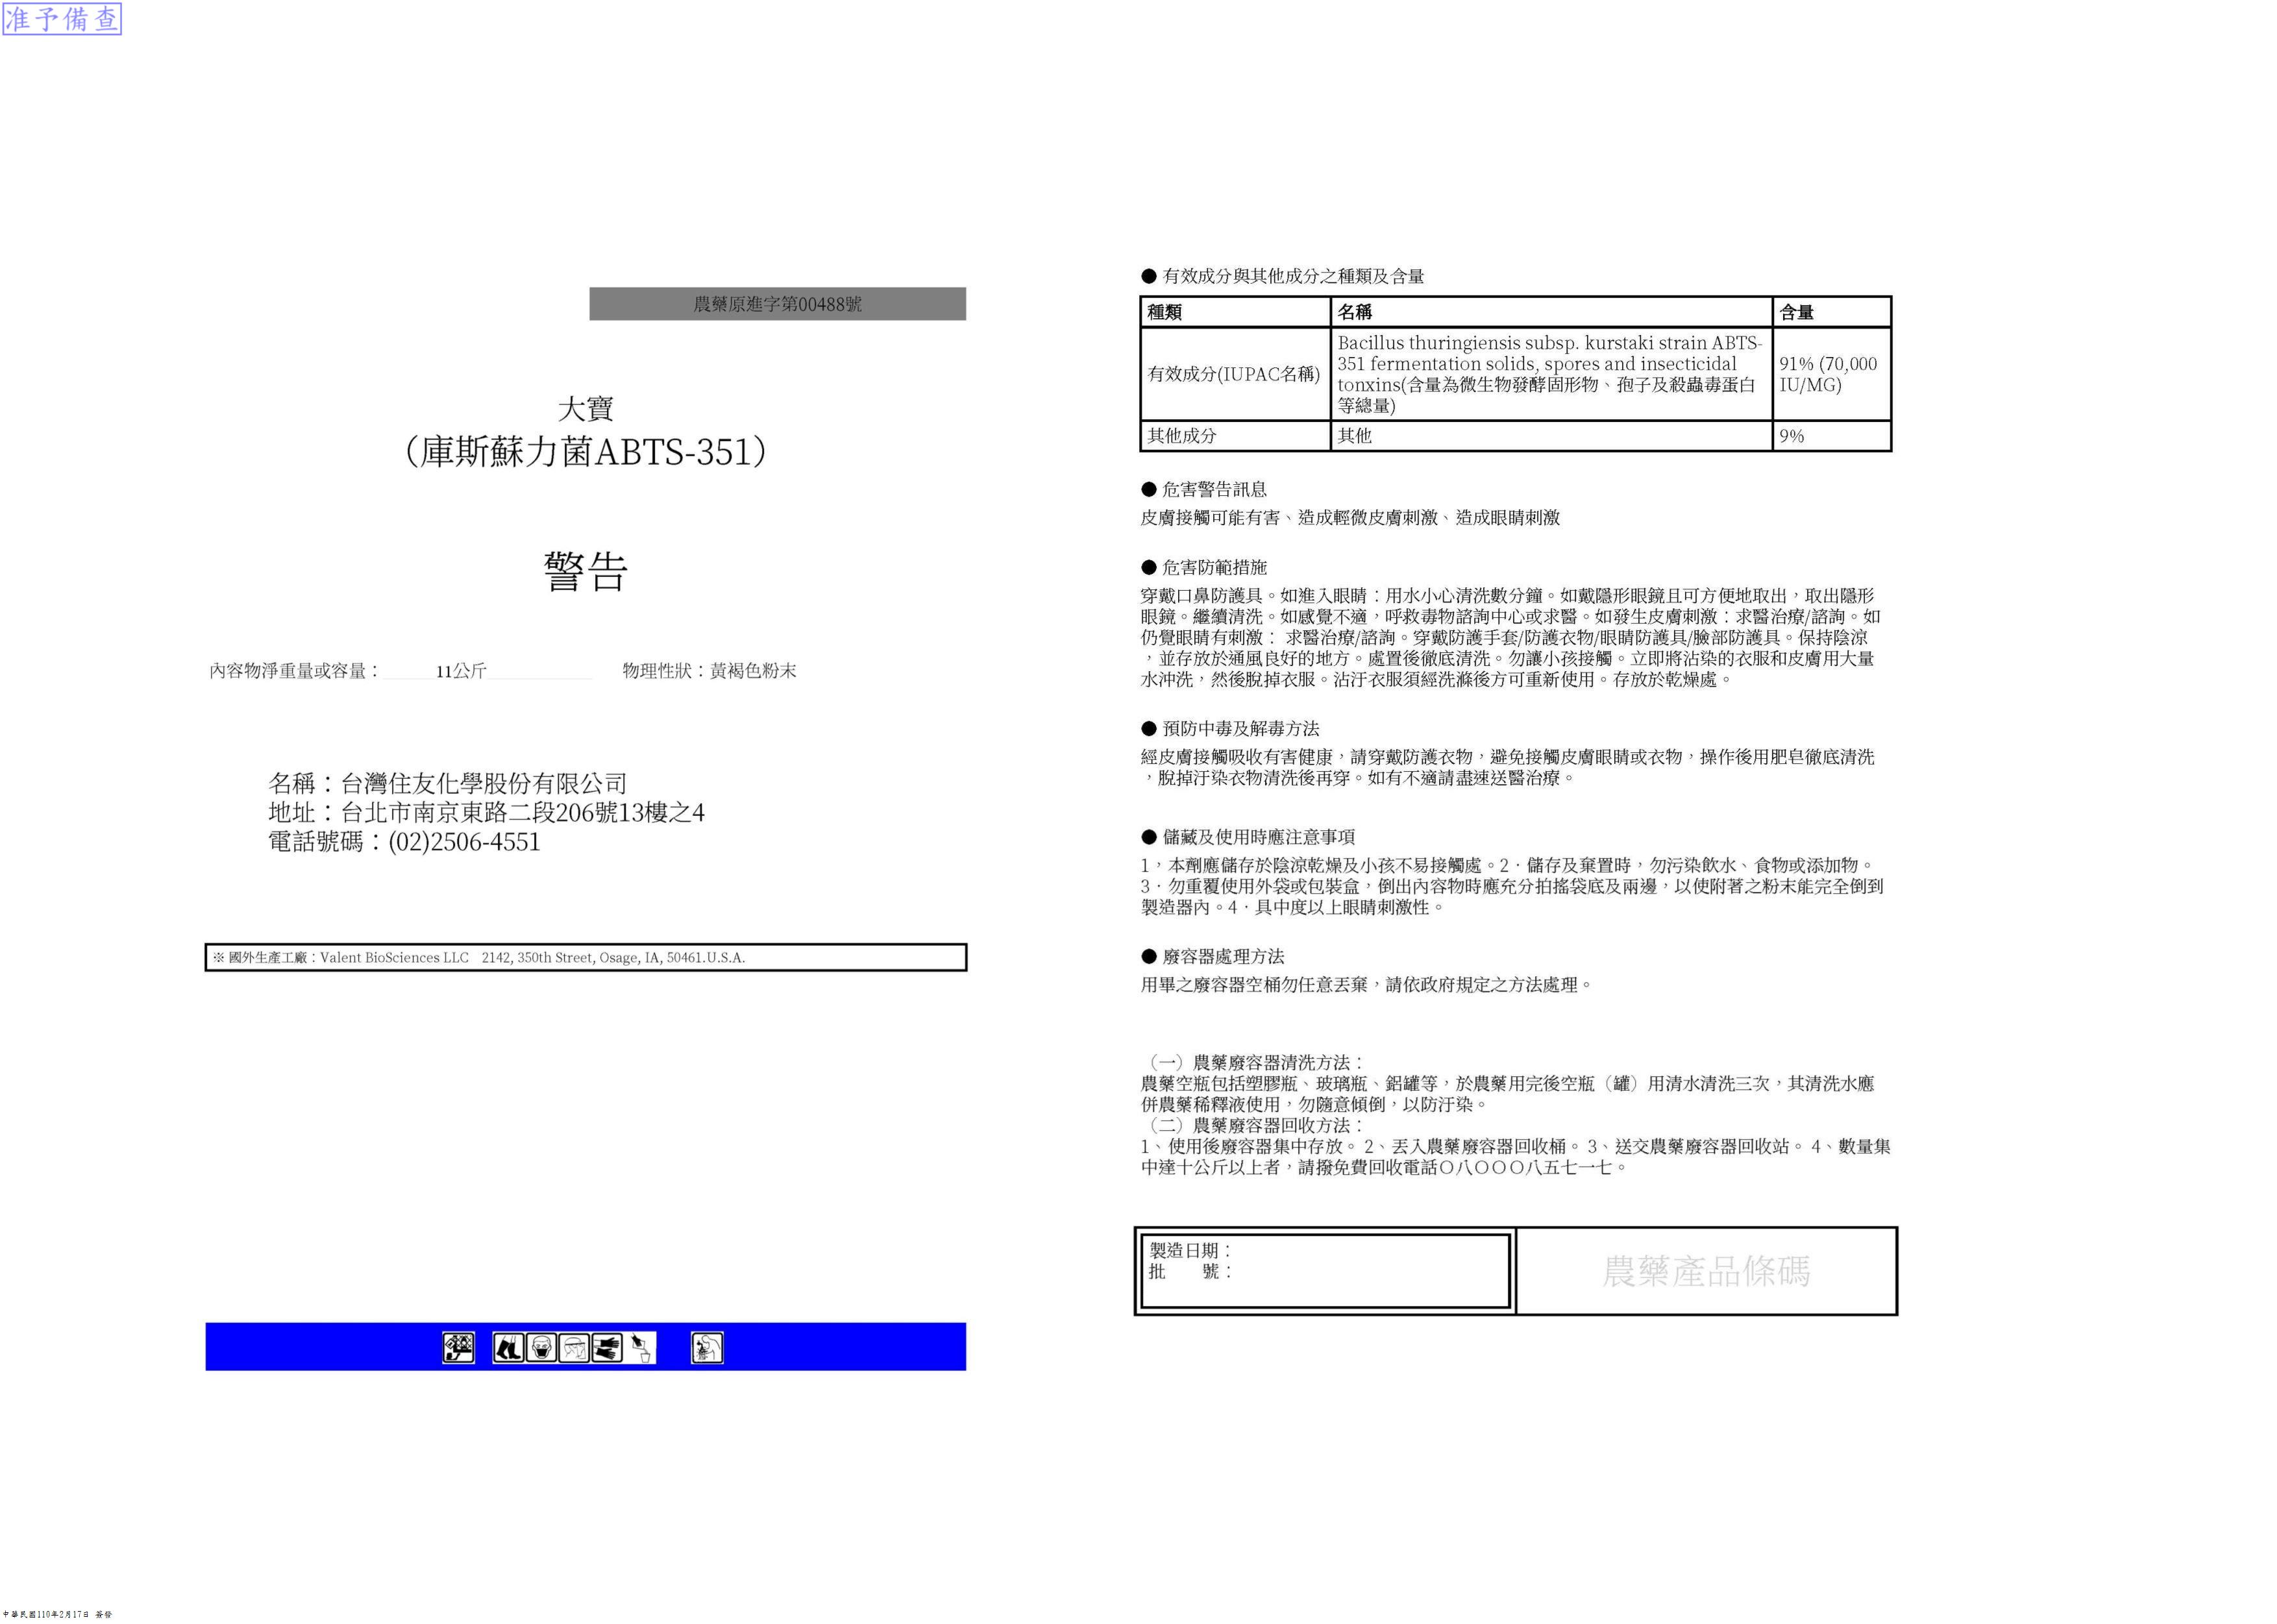 准予備查
農藥原進字第00488號
大寶
（庫斯蘇力菌ABTS-351）
警告
內容物淨重量或容量： 11公斤 物理性狀：黃褐色粉末
名稱：台灣住友化學股份有限公司
地址：台北市南京東路二段206號13樓之4
電話號碼：(02)2506-4551
※ 國外生產工廠：Valent BioSciences LLC 2142, 350th Street, Osage, IA, 50461.U.S.A.
● 有效成分與其他成分之種類及含量
種類 名稱 含量
有效成分(IUPAC名稱)
Bacillus thuringiensis subsp. kurstaki strain ABTS-
351 fermentation solids, spores and insecticidal
tonxins(含量為微生物發酵固形物、孢子及殺蟲毒蛋白
等總量)
91% (70,000
IU/MG)
其他成分 其他 9%
● 危害警告訊息
皮膚接觸可能有害、造成輕微皮膚刺激、造成眼睛刺激
● 危害防範措施
穿戴口鼻防護具。如進入眼睛：用水小心清洗數分鐘。如戴隱形眼鏡且可方便地取出，取出隱形
眼鏡。繼續清洗。如感覺不適，呼救毒物諮詢中心或求醫。如發生皮膚刺激：求醫治療/諮詢。如
仍覺眼睛有刺激： 求醫治療/諮詢。穿戴防護手套/防護衣物/眼睛防護具/臉部防護具。保持陰涼
，並存放於通風良好的地方。處置後徹底清洗。勿讓小孩接觸。立即將沾染的衣服和皮膚用大量
水沖洗，然後脫掉衣服。沾汙衣服須經洗滌後方可重新使用。存放於乾燥處。
● 預防中毒及解毒方法
經皮膚接觸吸收有害健康，請穿戴防護衣物，避免接觸皮膚眼睛或衣物，操作後用肥皂徹底清洗
，脫掉汙染衣物清洗後再穿。如有不適請盡速送醫治療。
● 儲藏及使用時應注意事項
1，本劑應儲存於陰涼乾燥及小孩不易接觸處。2．儲存及棄置時，勿污染飲水、食物或添加物。
3．勿重覆使用外袋或包裝盒，倒出內容物時應充分拍搖袋底及兩邊，以使附著之粉末能完全倒到
製造器內。4．具中度以上眼睛刺激性。
● 廢容器處理方法
用畢之廢容器空桶勿任意丟棄，請依政府規定之方法處理。
（一）農藥廢容器清洗方法：
農藥空瓶包括塑膠瓶、玻璃瓶、鋁罐等，於農藥用完後空瓶（罐）用清水清洗三次，其清洗水應
併農藥稀釋液使用，勿隨意傾倒，以防汙染。
（二）農藥廢容器回收方法：
1、使用後廢容器集中存放。 2、丟入農藥廢容器回收桶。 3、送交農藥廢容器回收站。 4、數量集
中達十公斤以上者，請撥免費回收電話○八○○○八五七一七。
製造日期：
批　　號：
農藥產品條碼
中華民國110年2月17日 簽發